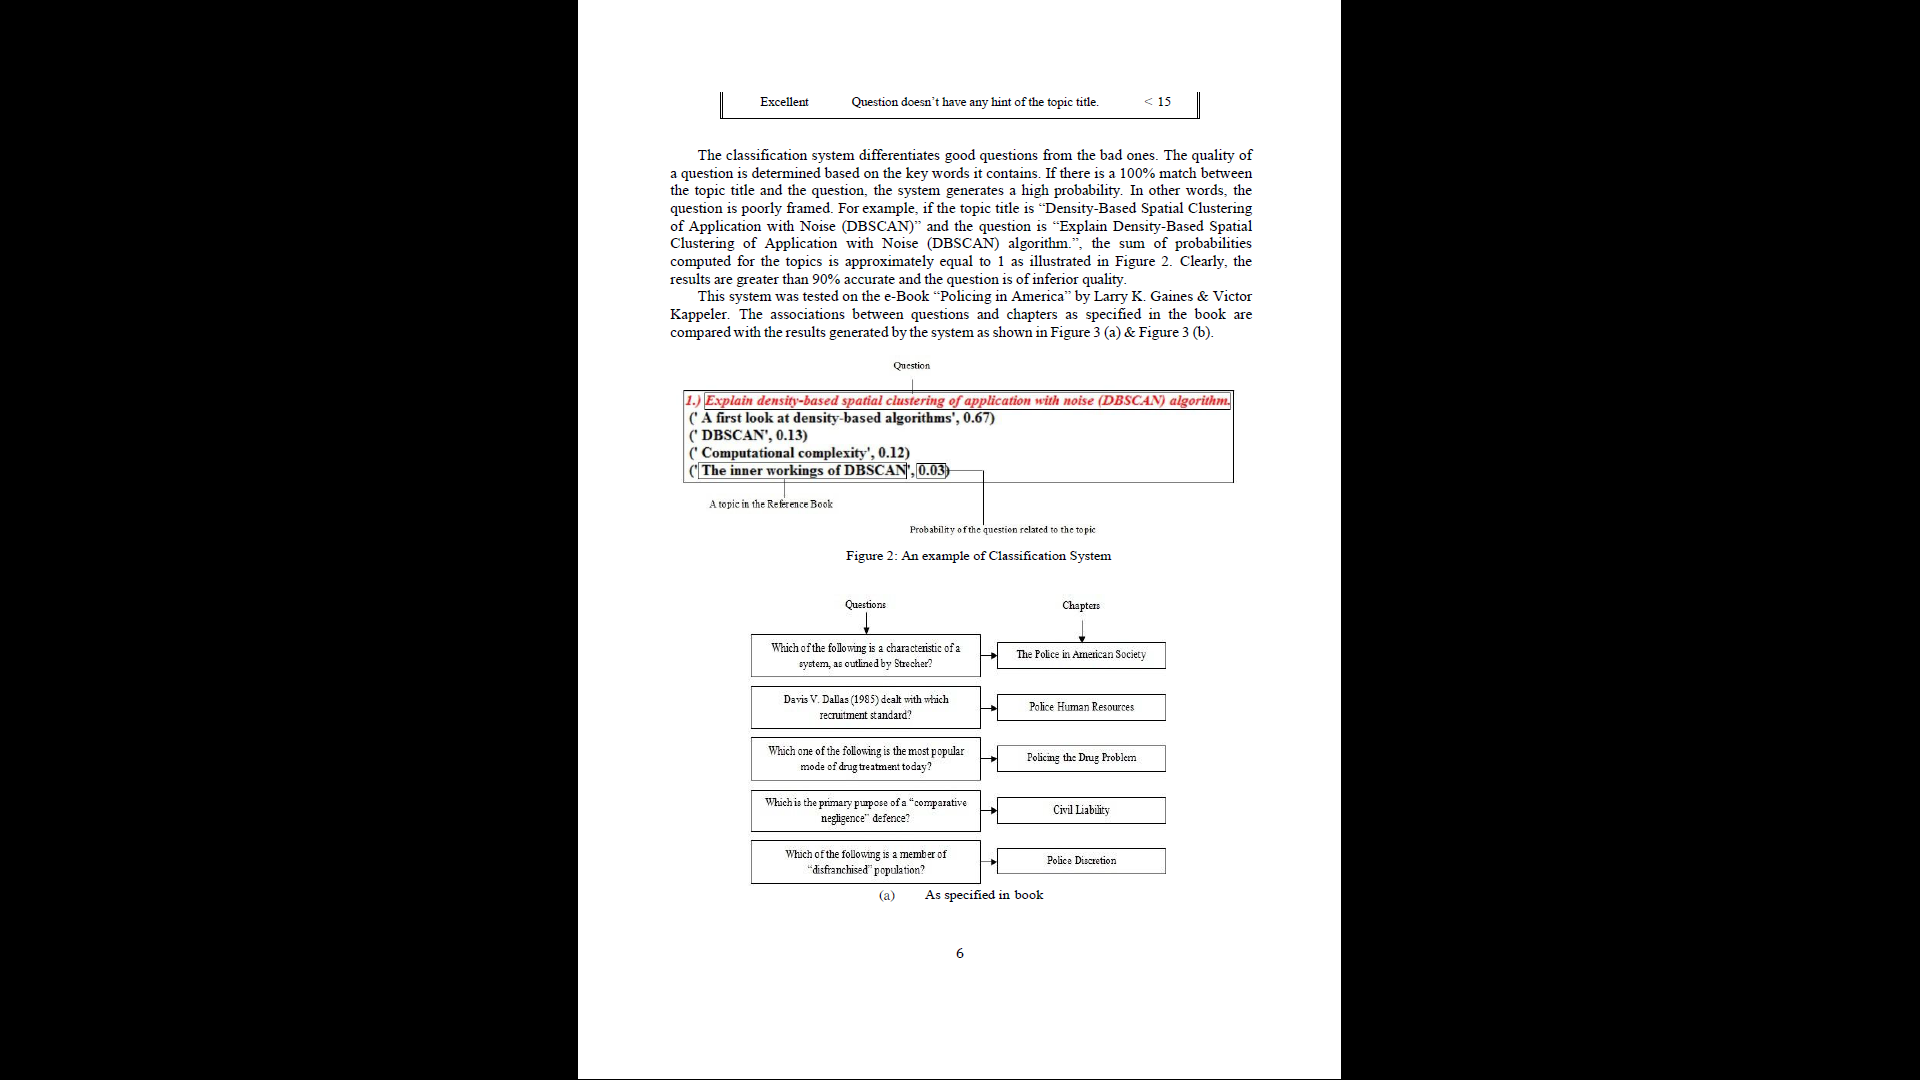 Excellent Question doesn’t have any hint of the topic title. < 15
The classification system differentiates good questions from the bad ones. The quality of
a question is determined based on the key words it contains. If there is a 100% match between
the topic title and the question, the system generates a high probability. In other words, the
question is poorly framed. For example, if the topic title is “Density-Based Spatial Clustering
of Application with Noise (DBSCAN)” and the question is “Explain Density-Based Spatial
Clustering of Application with Noise (DBSCAN) algorithm.”, the sum of probabilities
computed for the topics is approximately equal to 1 as illustrated in Figure 2. Clearly, the
results are greater than 90% accurate and the question is of inferior quality.
This system was tested on the e-Book “Policing in America” by Larry K. Gaines & Victor
Kappeler. The associations between questions and chapters as specified in the book are
compared with the results generated by the system as shown in Figure 3 (a) & Figure 3 (b).
Question
1.) Explain density-based spatial clustering of application with noise (DBSCAN) algorithm.
(' A first look at density-based algorithms', 0.67)
(' DBSCAN', 0.13)
(' Computational complexity', 0.12)
(' The inner workings of DBSCAN', 0.03)
A topic in the Reference Book
Probability of the question related to the topic
Figure 2: An example of Classification System
Questions Chapters
Which of the following is a characteristic of a
system, as outlined by Strecher?
The Police in American Society
Davis V. Dallas (1985) dealt with which
recruitment standard?
Police Human Resources
Which one of the following is the most popular
mode of drug treatment today?
Policing the Drug Problem
Which is the primary purpose of a “comparative
negligence” defence?
Civil Liability
Which of the following is a member of
“disfranchised” population?
Police Discretion
(a) As specified in book
6